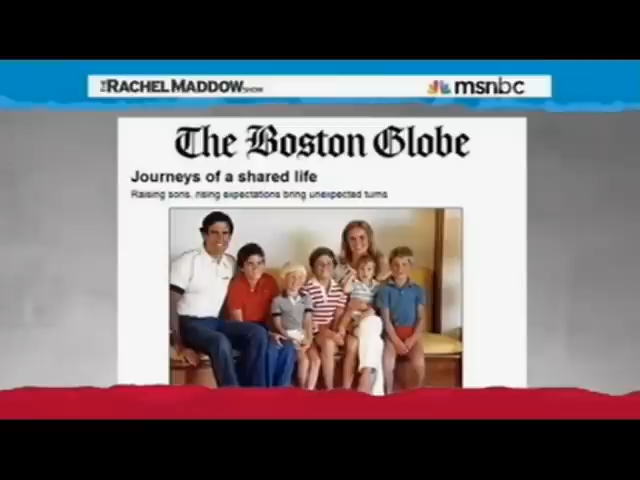 THE RACHEL MADDOW SHOW
msnbc
The Boston Globe
Journeys of a shared life
Raising sons, rising expectations bring unexpected turns